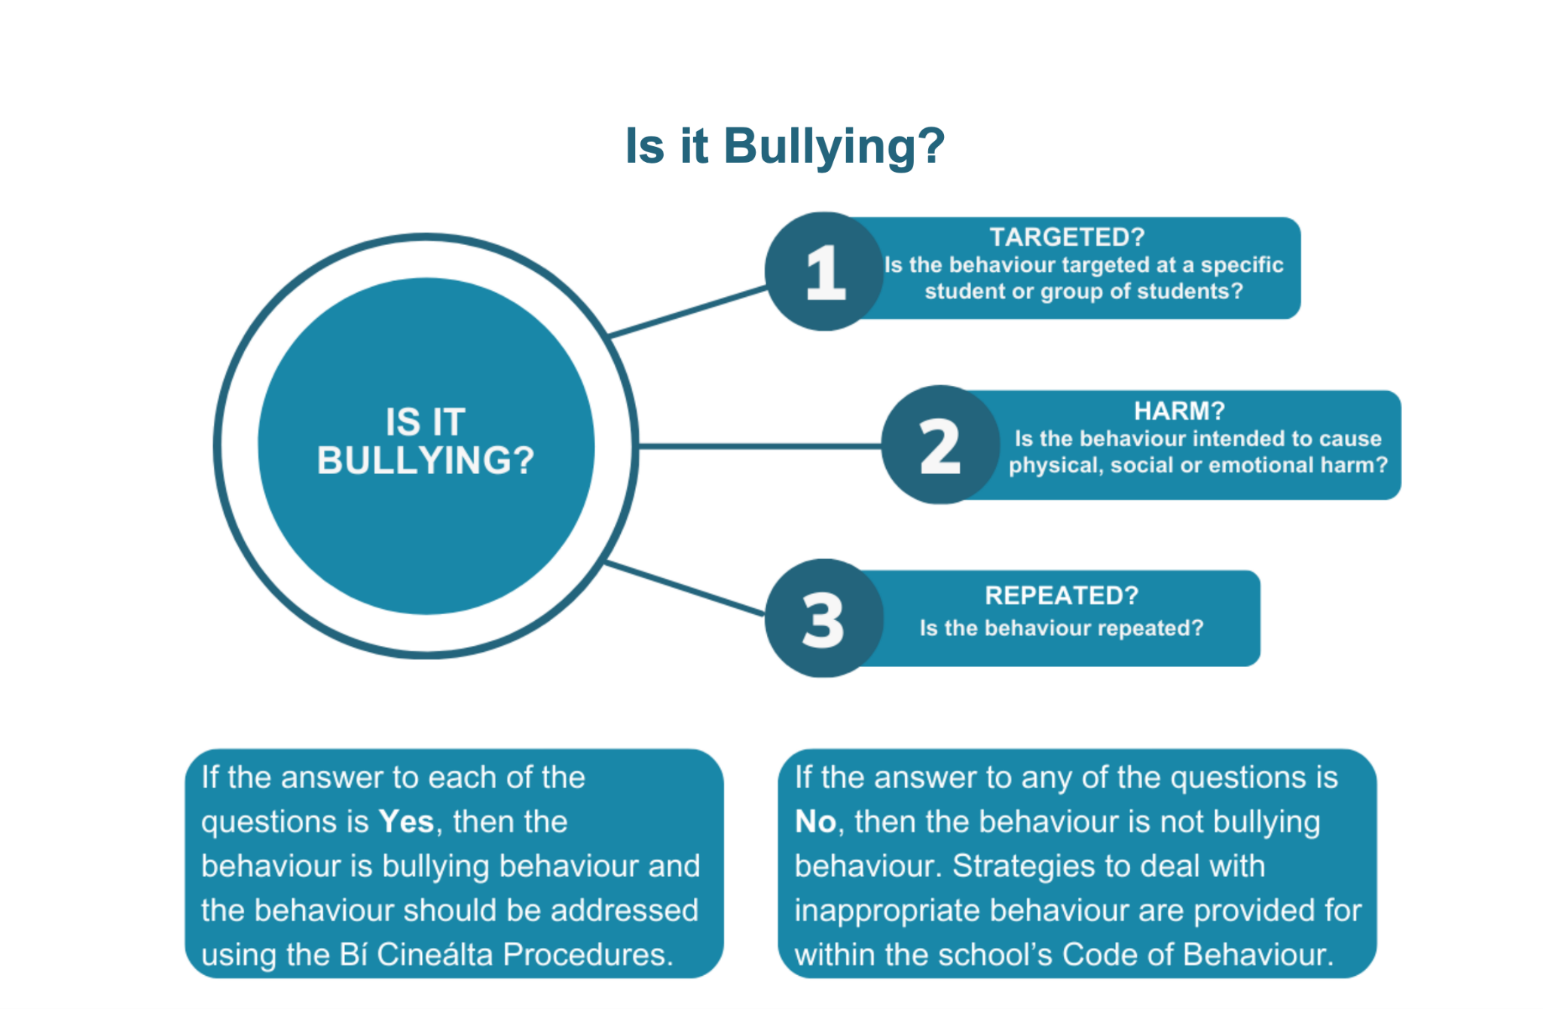 Is it Bullying?
IS IT
BULLYING?
1
TARGETED?
Is the behaviour targeted at a specific
student or group of students?
2
HARM?
Is the behaviour intended to cause
physical, social or emotional harm?
3
REPEATED?
Is the behaviour repeated?
If the answer to each of the
questions is Yes, then the
behaviour is bullying behaviour and
the behaviour should be addressed
using the Bí Cineálta Procedures.
If the answer to any of the questions is
No, then the behaviour is not bullying
behaviour. Strategies to deal with
inappropriate behaviour are provided for
within the school’s Code of Behaviour.